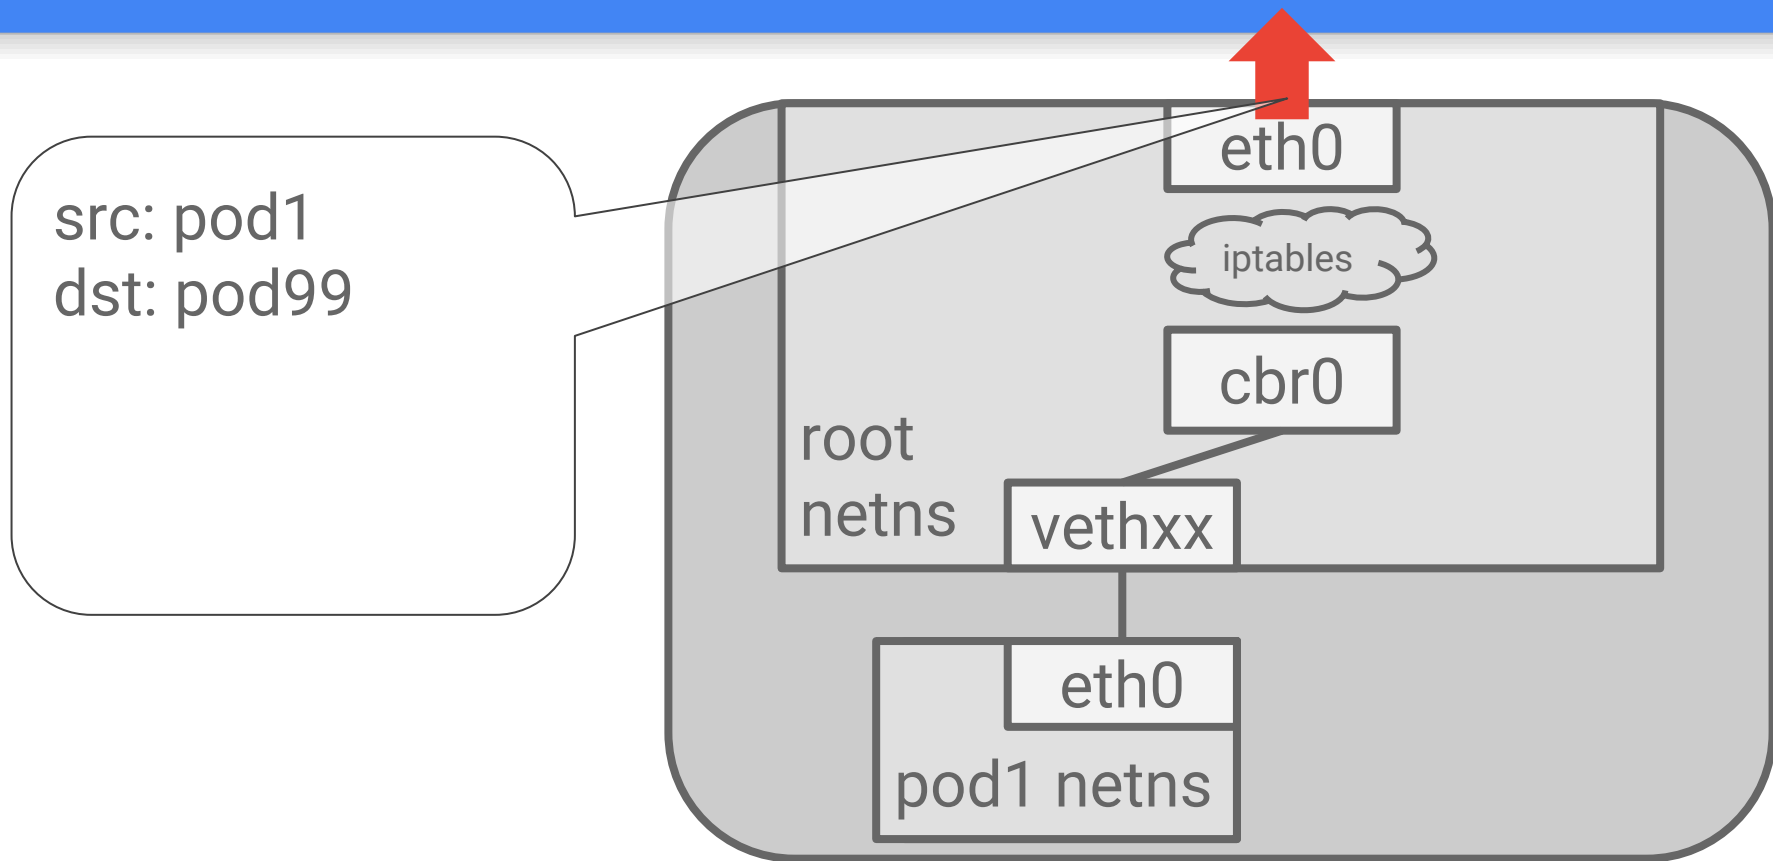 src: pod1
dst: pod99
eth0
iptables
cbr0
root
netns
vethxx
eth0
pod1 netns